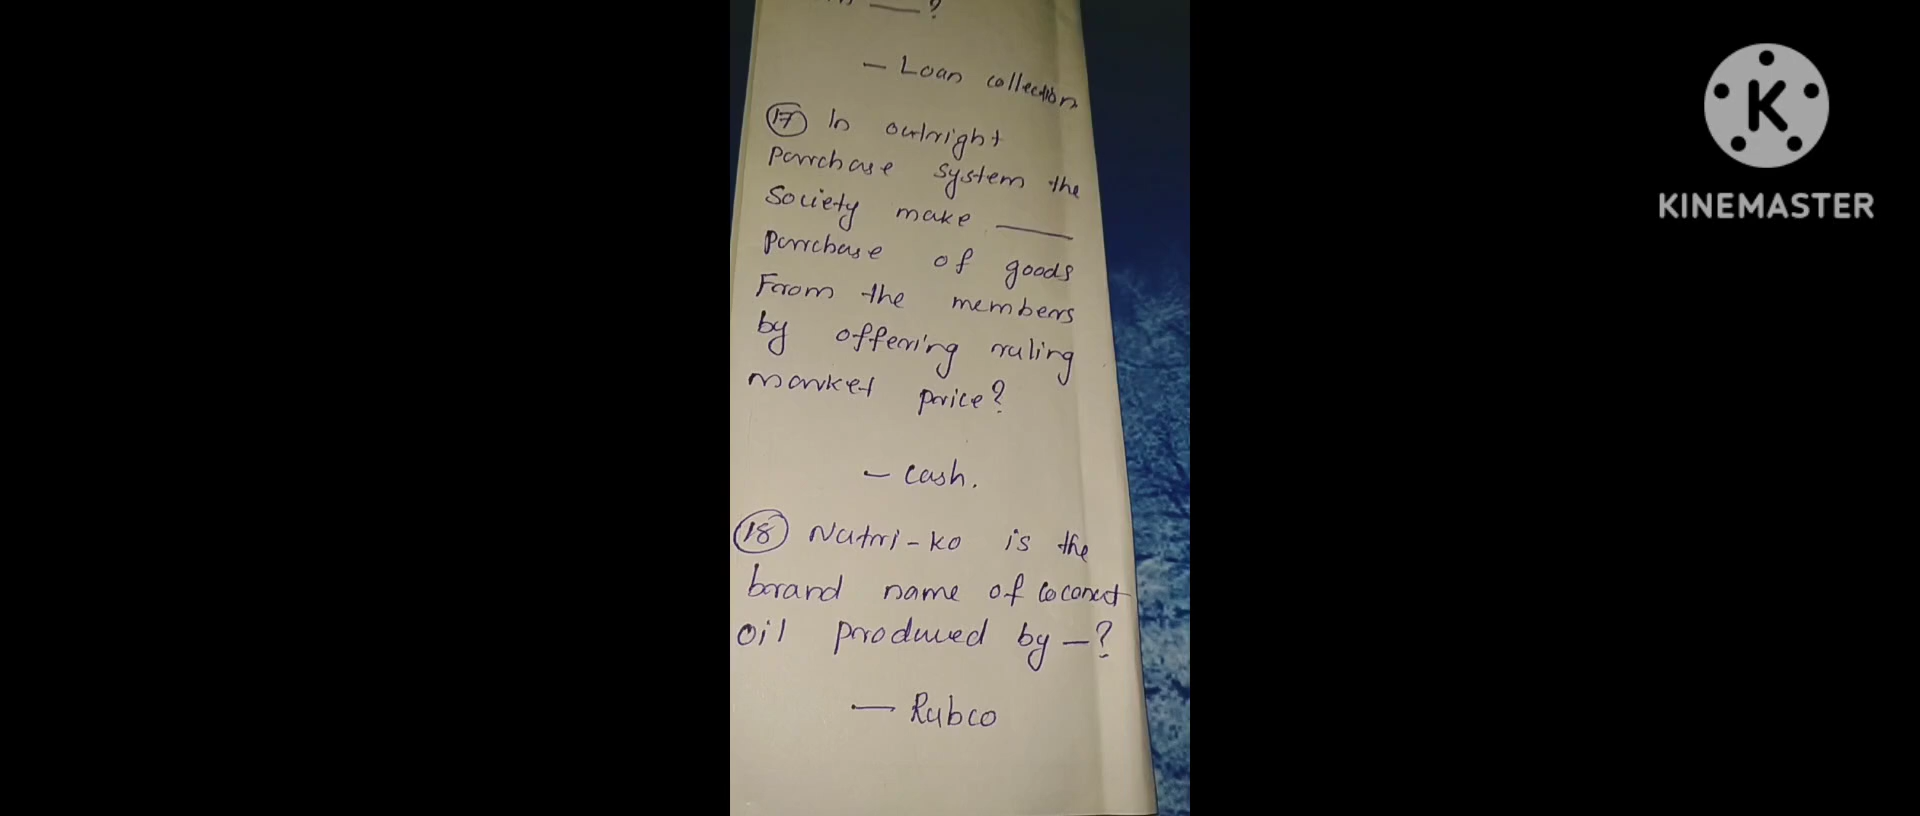 ?
- Loan collection
17 In outright
purchase system the
Society make ___
purchase of goods
From the members
by offering ruling
market price?
- Cash.
18 Nutri-ko is the
brand name of coconut
oil produced by -?
- Rubco
K
KINEMASTER